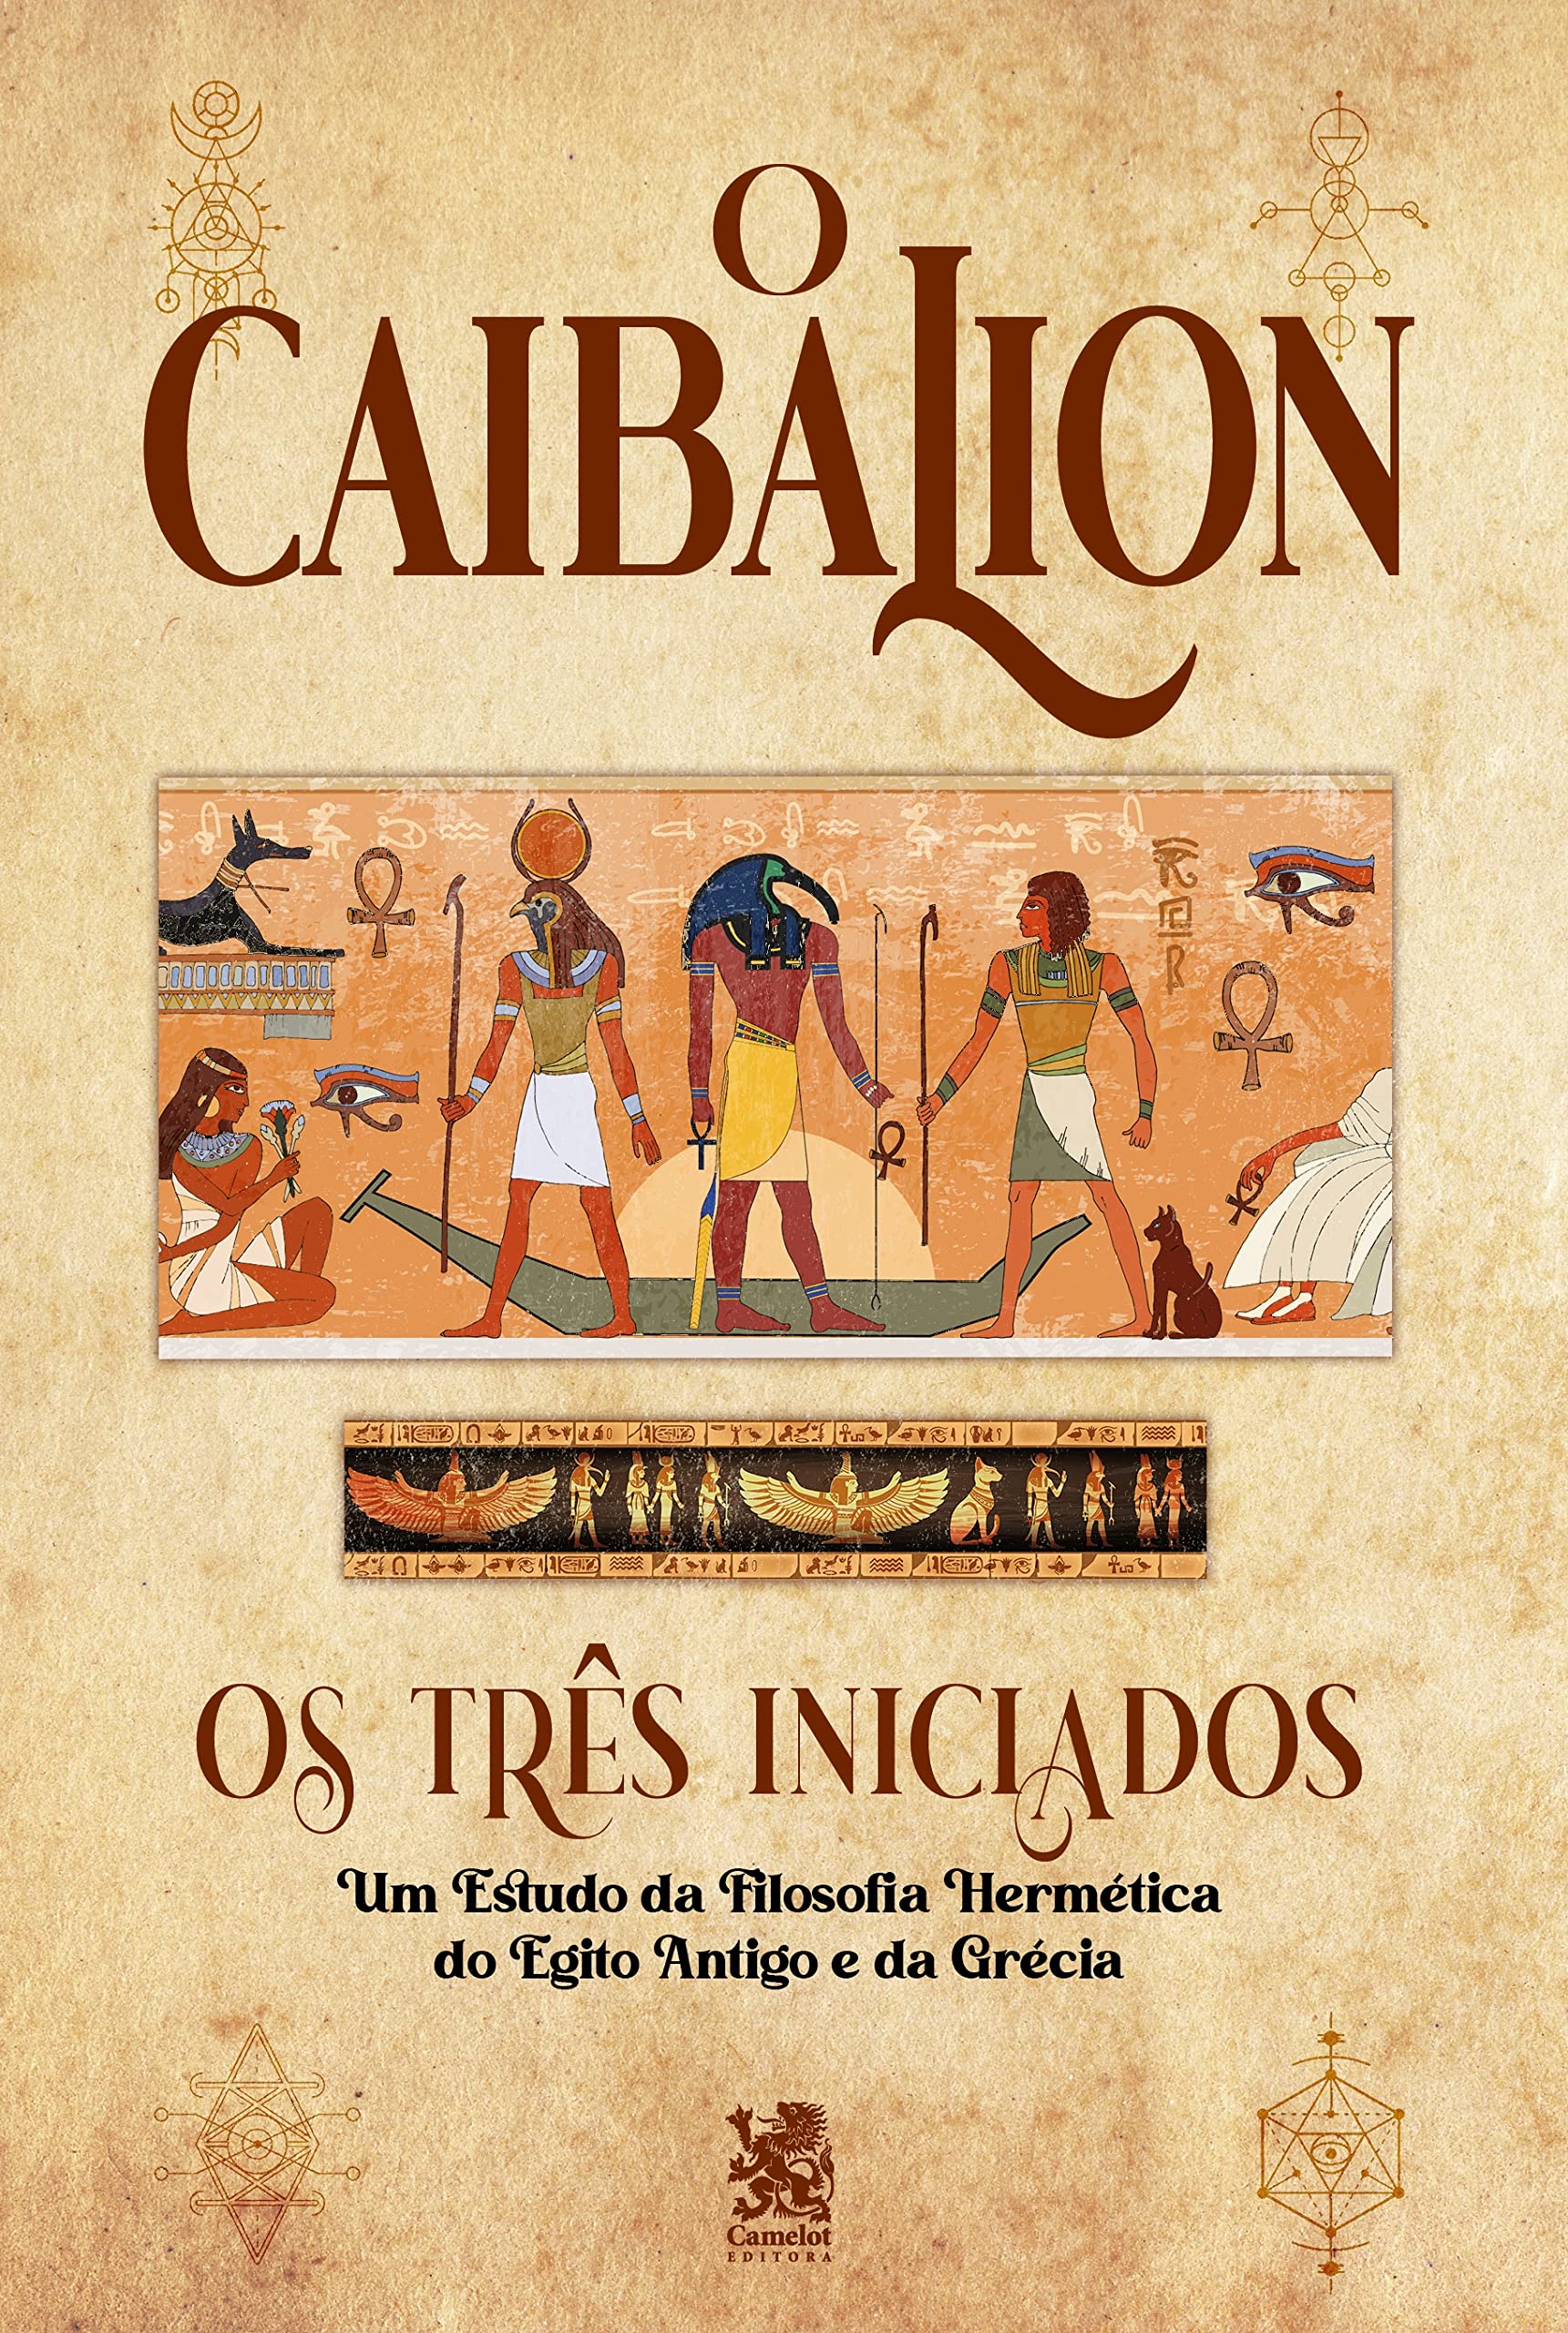 O
CAIBALION
OS TRÊS INICIADOS
Um Estudo da Filosofia Hermética
do Egito Antigo e da Grécia
Camelot
EDITORA